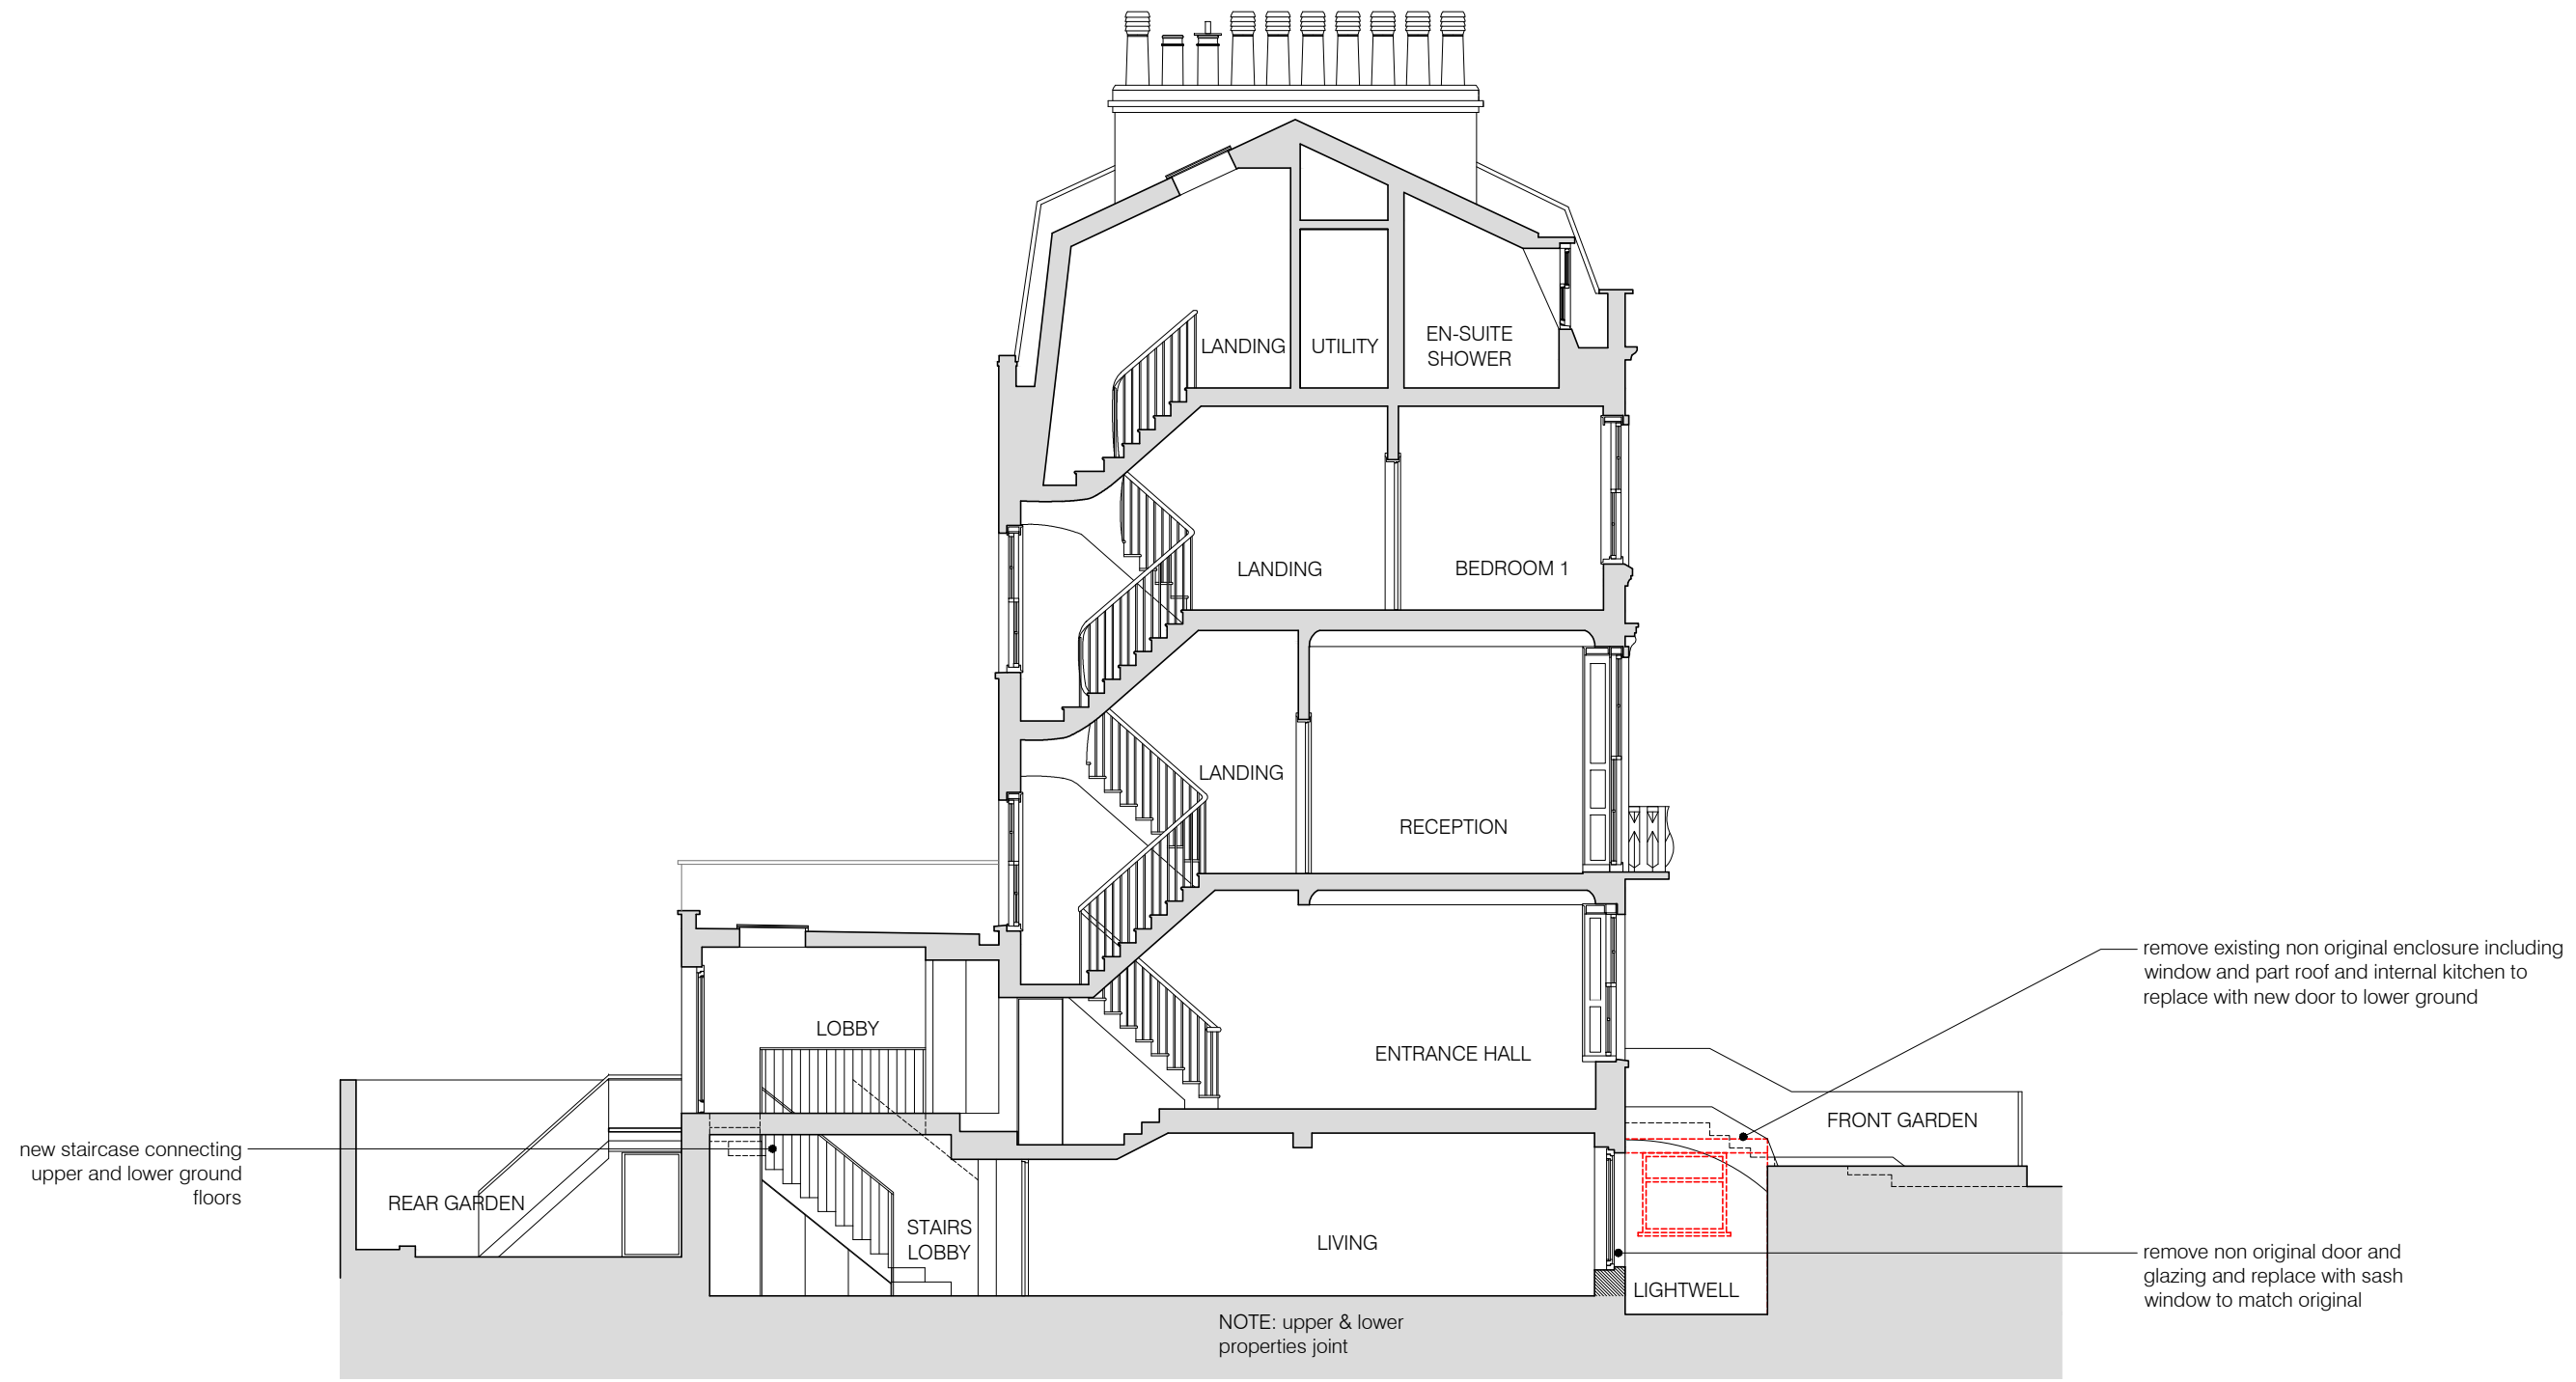 LANDING
UTILITY
EN-SUITE
SHOWER
LANDING
BEDROOM 1
LANDING
RECEPTION
LOBBY
ENTRANCE HALL
remove existing non original enclosure including
window and part roof and internal kitchen to
replace with new door to lower ground
FRONT GARDEN
new staircase connecting
upper and lower ground
floors
REAR GARDEN
STAIRS
LOBBY
LIVING
LIGHTWELL
remove non original door and
glazing and replace with sash
window to match original
NOTE: upper & lower
properties joint